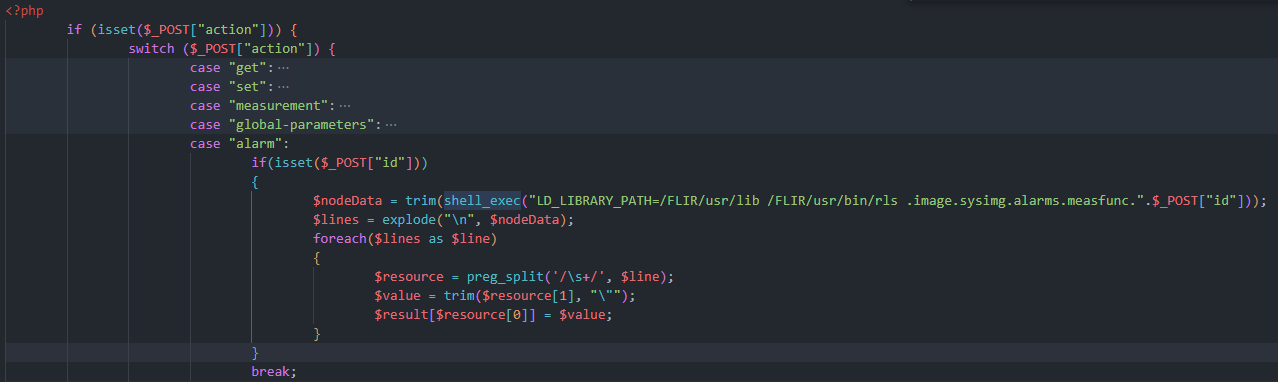 <?php
if (isset($_POST["action"])) {
switch ($_POST["action"]) {
case "get":···
case "set":···
case "measurement":···
case "global-parameters":···
case "alarm":
if(isset($_POST["id"]))
{
$nodeData = trim(shell_exec("LD_LIBRARY_PATH=/FLIR/usr/lib /FLIR/usr/bin/rls .image.sysimg.alarms.measfunc.".$_POST["id"]));
$lines = explode("\n", $nodeData);
foreach($lines as $line)
{
$resource = preg_split('/\s+/', $line);
$value = trim($resource[1], "\"");
$result[$resource[0]] = $value;
}
}
break;